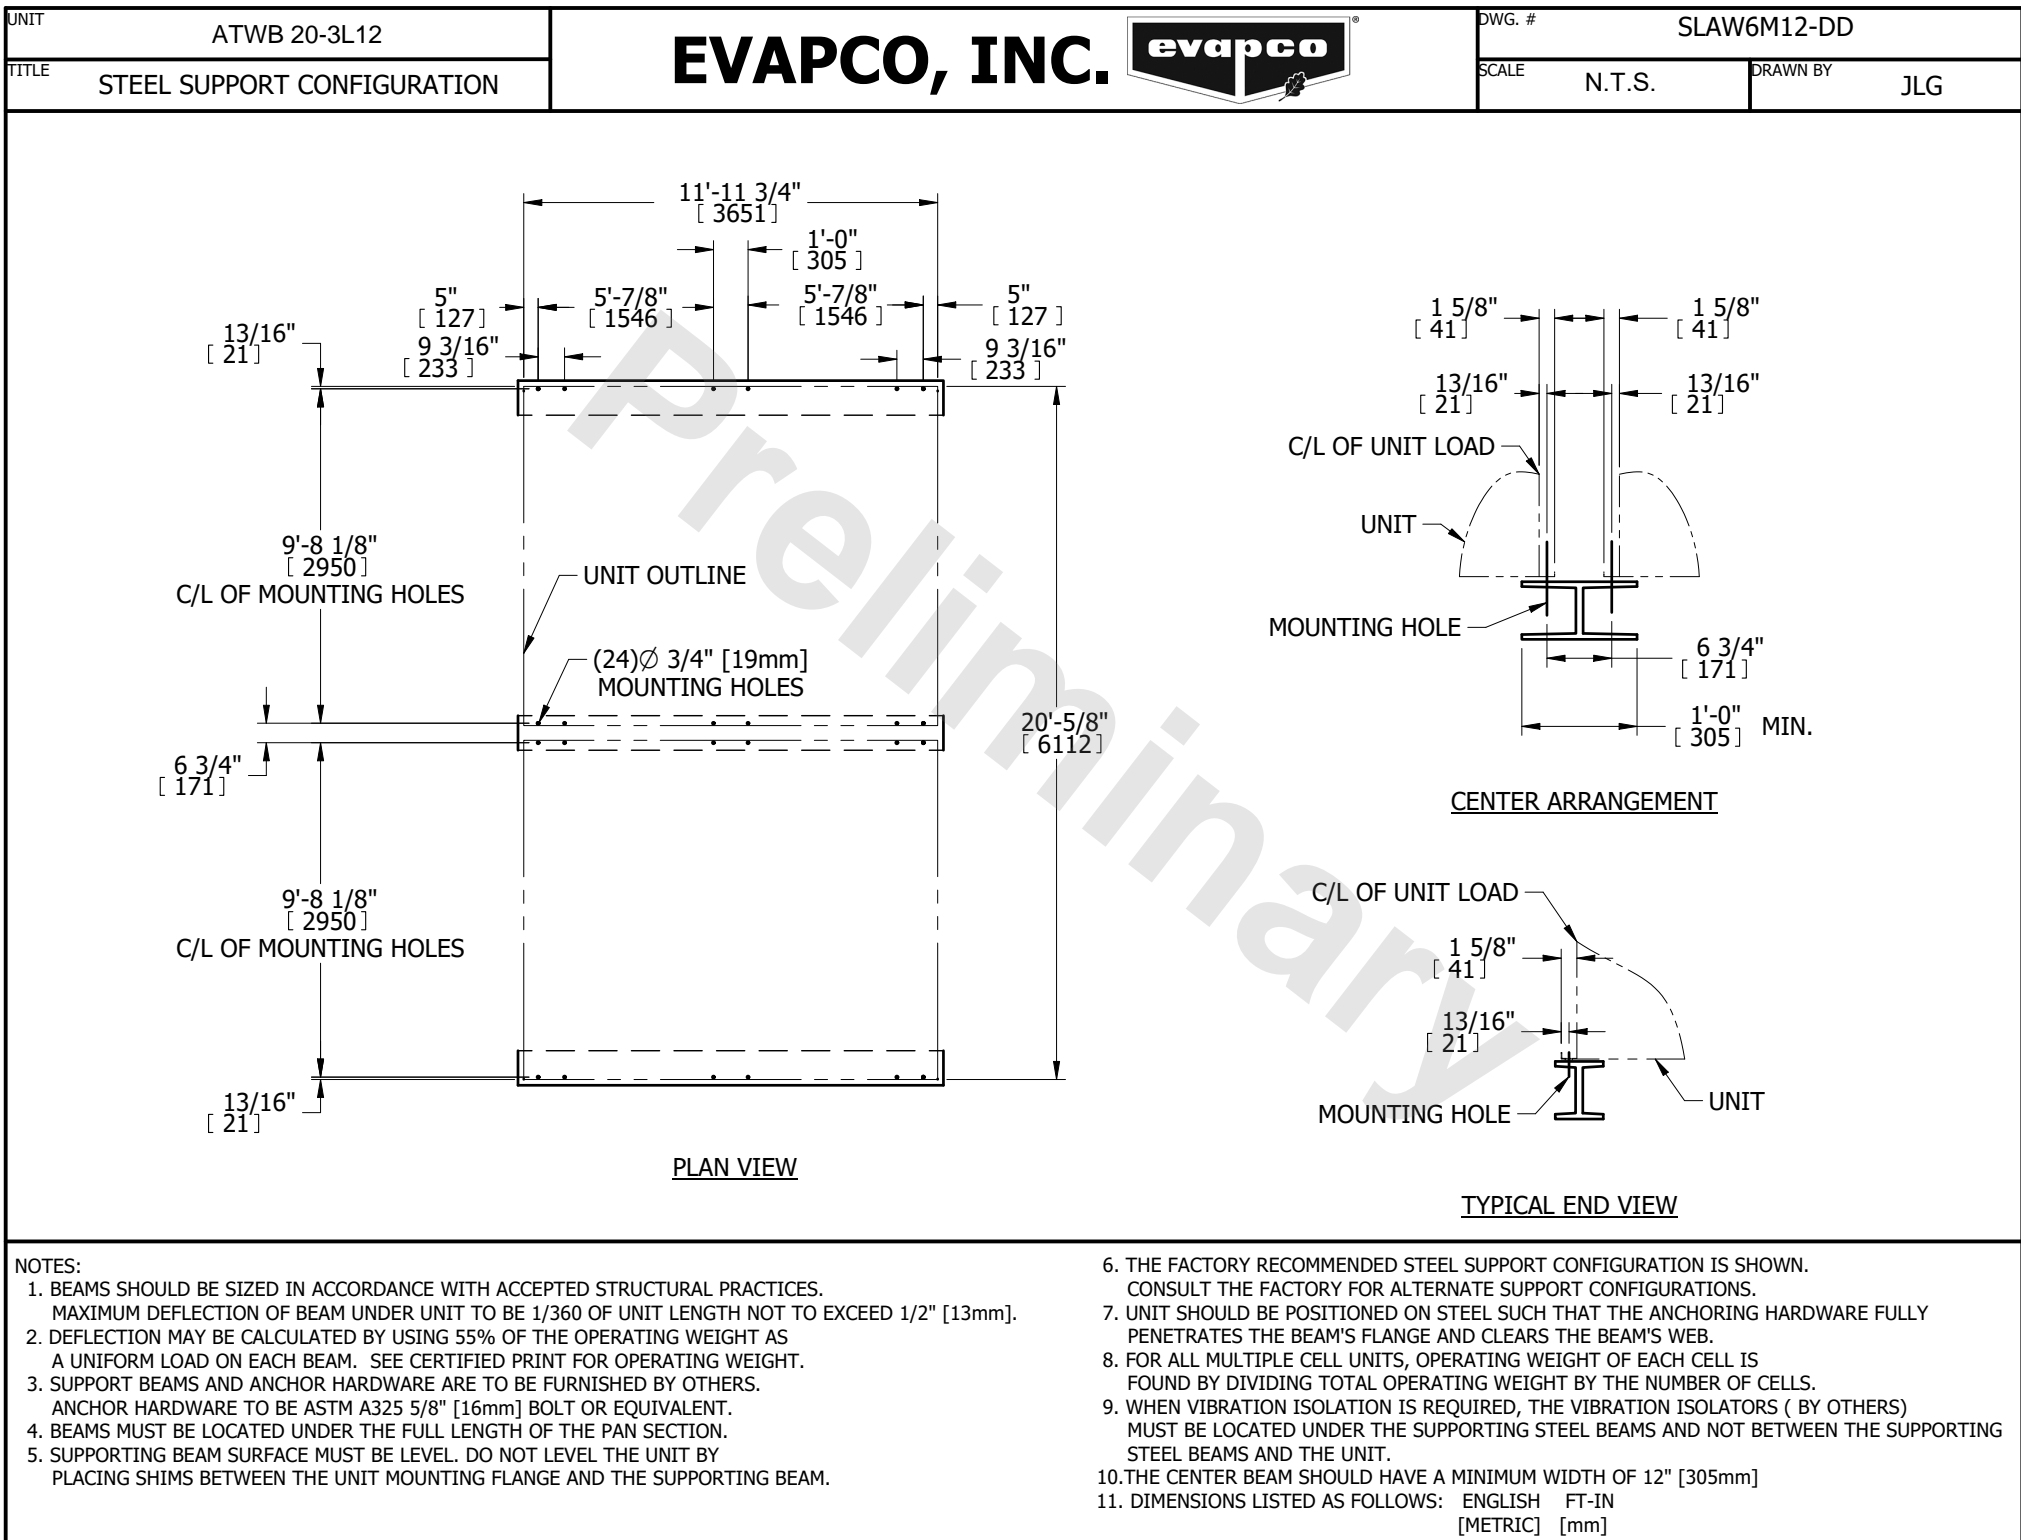 UNIT
ATWB 20-3L12
TITLE
STEEL SUPPORT CONFIGURATION
EVAPCO, INC.
evapco
®
DWG. #
SLAW6M12-DD
SCALE
N.T.S.
DRAWN BY
JLG
11'-11 3/4"
[ 3651]
1'-0"
[ 305 ]
5"
[ 127]
5'-7/8"
[ 1546 ]
5'-7/8"
[ 1546 ]
5"
[ 127 ]
13/16"
[ 21]
9 3/16"
[ 233 ]
9 3/16"
[ 233 ]
9'-8 1/8"
[ 2950]
C/L OF MOUNTING HOLES
UNIT OUTLINE
(24)∅ 3/4" [19mm]
MOUNTING HOLES
20'-5/8"
[ 6112]
6 3/4"
[ 171]
9'-8 1/8"
[ 2950]
C/L OF MOUNTING HOLES
13/16"
[ 21]
PLAN VIEW
Preliminary
1 5/8"
[ 41]
1 5/8"
[ 41]
13/16"
[ 21]
13/16"
[ 21]
C/L OF UNIT LOAD
UNIT
MOUNTING HOLE
6 3/4"
[ 171]
1'-0"
[ 305] MIN.
CENTER ARRANGEMENT
C/L OF UNIT LOAD
1 5/8"
[ 41]
13/16"
[ 21]
MOUNTING HOLE
UNIT
TYPICAL END VIEW
NOTES:
1. BEAMS SHOULD BE SIZED IN ACCORDANCE WITH ACCEPTED STRUCTURAL PRACTICES.
MAXIMUM DEFLECTION OF BEAM UNDER UNIT TO BE 1/360 OF UNIT LENGTH NOT TO EXCEED 1/2" [13mm].
2. DEFLECTION MAY BE CALCULATED BY USING 55% OF THE OPERATING WEIGHT AS
A UNIFORM LOAD ON EACH BEAM. SEE CERTIFIED PRINT FOR OPERATING WEIGHT.
3. SUPPORT BEAMS AND ANCHOR HARDWARE ARE TO BE FURNISHED BY OTHERS.
ANCHOR HARDWARE TO BE ASTM A325 5/8" [16mm] BOLT OR EQUIVALENT.
4. BEAMS MUST BE LOCATED UNDER THE FULL LENGTH OF THE PAN SECTION.
5. SUPPORTING BEAM SURFACE MUST BE LEVEL. DO NOT LEVEL THE UNIT BY
PLACING SHIMS BETWEEN THE UNIT MOUNTING FLANGE AND THE SUPPORTING BEAM.
6. THE FACTORY RECOMMENDED STEEL SUPPORT CONFIGURATION IS SHOWN.
CONSULT THE FACTORY FOR ALTERNATE SUPPORT CONFIGURATIONS.
7. UNIT SHOULD BE POSITIONED ON STEEL SUCH THAT THE ANCHORING HARDWARE FULLY
PENETRATES THE BEAM'S FLANGE AND CLEARS THE BEAM'S WEB.
8. FOR ALL MULTIPLE CELL UNITS, OPERATING WEIGHT OF EACH CELL IS
FOUND BY DIVIDING TOTAL OPERATING WEIGHT BY THE NUMBER OF CELLS.
9. WHEN VIBRATION ISOLATION IS REQUIRED, THE VIBRATION ISOLATORS ( BY OTHERS)
MUST BE LOCATED UNDER THE SUPPORTING STEEL BEAMS AND NOT BETWEEN THE SUPPORTING
STEEL BEAMS AND THE UNIT.
10.THE CENTER BEAM SHOULD HAVE A MINIMUM WIDTH OF 12" [305mm]
11. DIMENSIONS LISTED AS FOLLOWS: ENGLISH FT-IN
[METRIC] [mm]